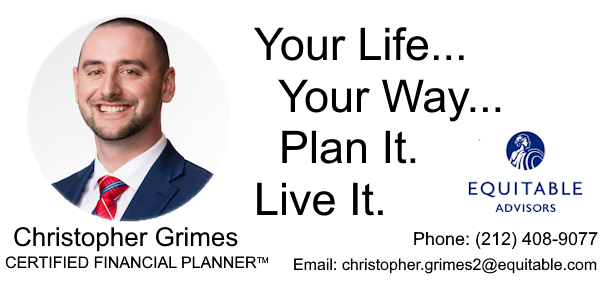 Your Life...
Your Way...
Plan It.
Live It.
EQUITABLE
ADVISORS
Christopher Grimes
CERTIFIED FINANCIAL PLANNER™
Phone: (212) 408-9077
Email: christopher.grimes2@equitable.com